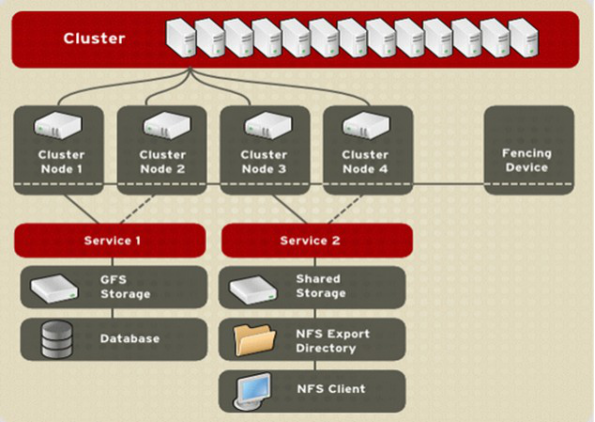 Cluster
Cluster
Node 1
Cluster
Node 2
Cluster
Node 3
Cluster
Node 4
Fencing
Device
Service 1
Service 2
GFS
Storage
Shared
Storage
Database
NFS Export
Directory
NFS Client